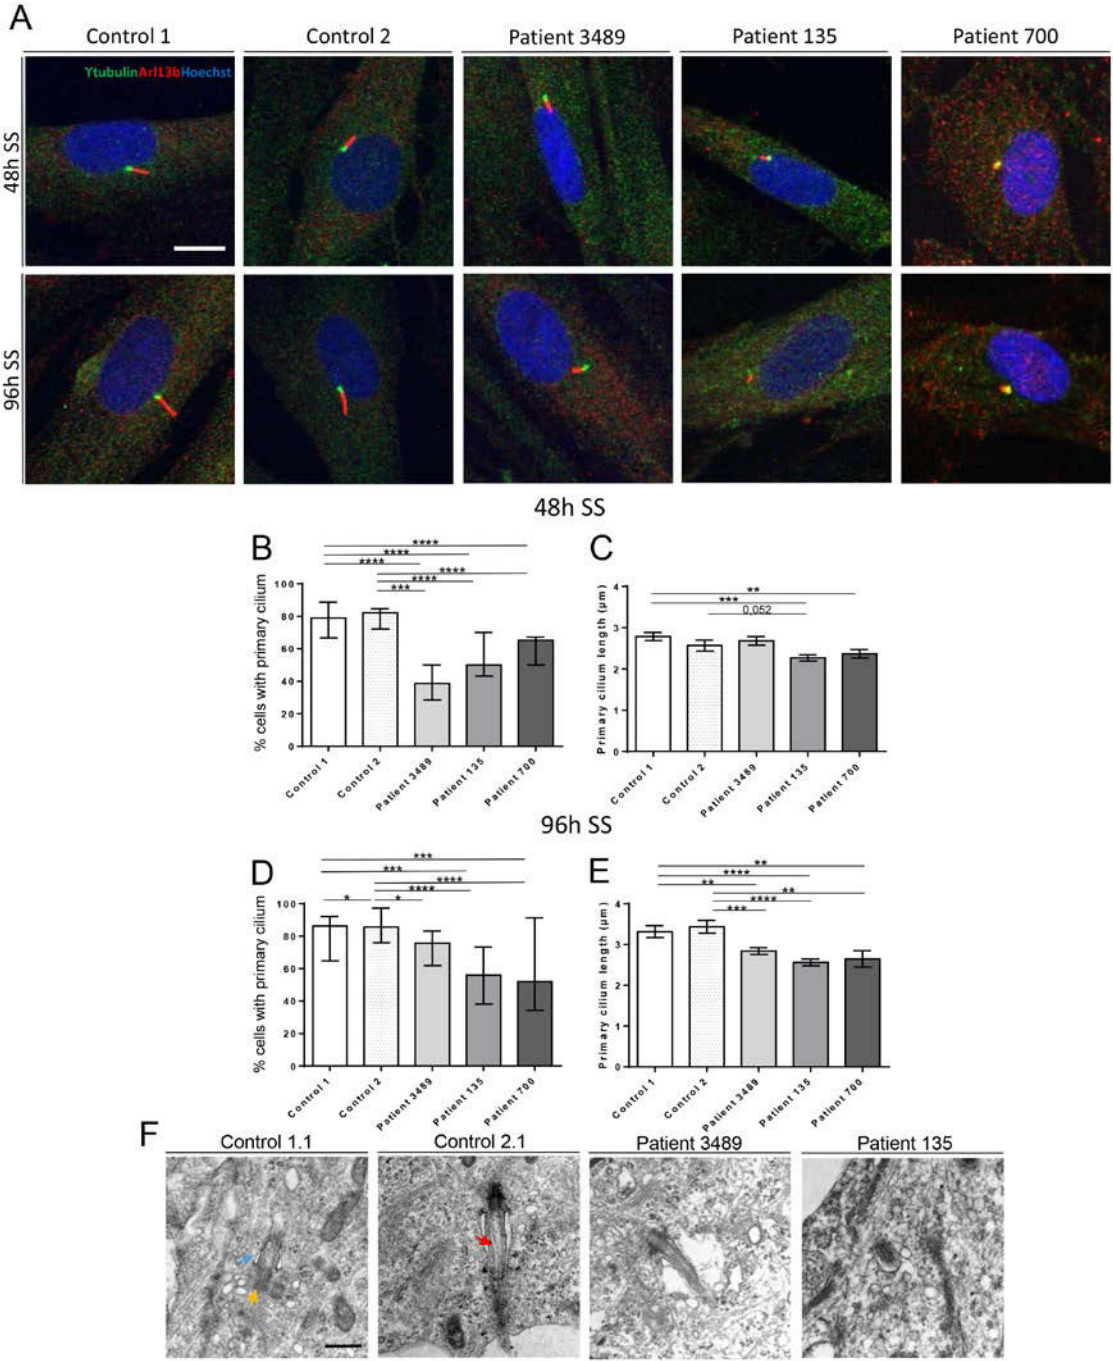 A
Control 1 Control 2 Patient 3489 Patient 135 Patient 700
YtubulinArl13bHoechst
48h SS
96h SS
48h SS
B
****
****
****
****
****
***
% cells with primary cilium
100
80
60
40
20
0
Control 1 Control 2 Patient 3489 Patient 135 Patient 700
C
**
***
0,052
Primary cilium length (µm)
4
3
2
1
0
Control 1 Control 2 Patient 3489 Patient 135 Patient 700
96h SS
D
***
***
****
****
* *
% cells with primary cilium
100
80
60
40
20
0
Control 1 Control 2 Patient 3489 Patient 135 Patient 700
E
**
****
**
**
****
***
Primary cilium length (µm)
4
3
2
1
0
Control 1 Control 2 Patient 3489 Patient 135 Patient 700
F
Control 1.1 Control 2.1 Patient 3489 Patient 135